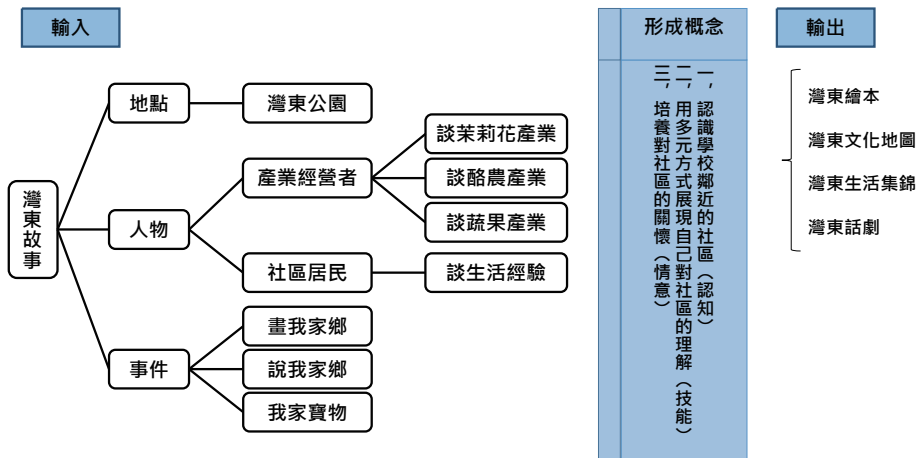 輸入
灣東故事
地點
灣東公園
人物
產業經營者
談茉莉花產業
談酪農產業
談蔬果產業
社區居民
談生活經驗
事件
畫我家鄉
說我家鄉
我家寶物
形成概念
一，認識學校鄰近的社區（認知）
二，用多元方式展現自己對社區的理解（技能）
三，培養對社區的關懷（情意）
輸出
灣東繪本
灣東文化地圖
灣東生活集錦
灣東話劇